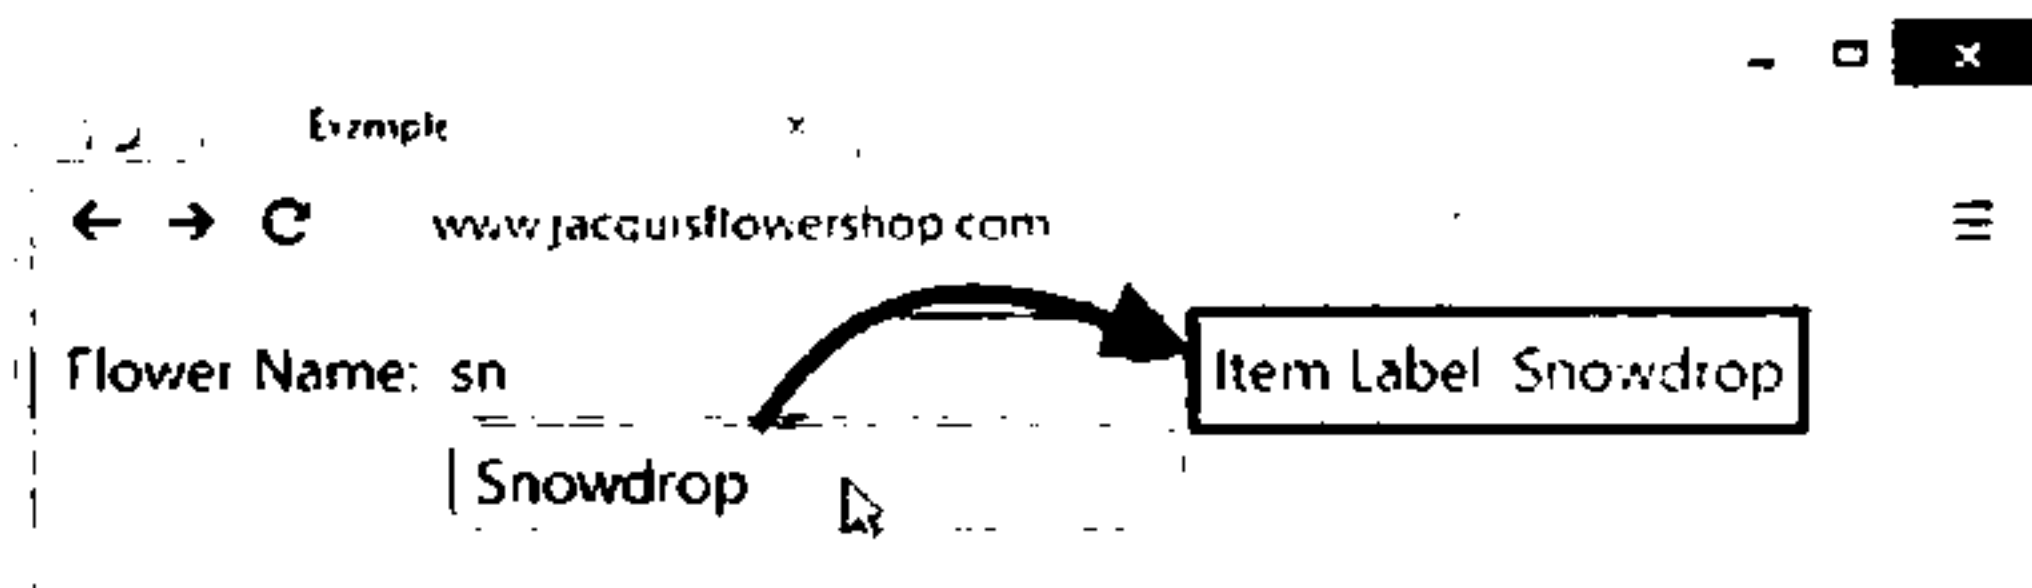 Example
www.jacquisflowershop.com
Flower Name: sn
Item Label Snowdrop
Snowdrop